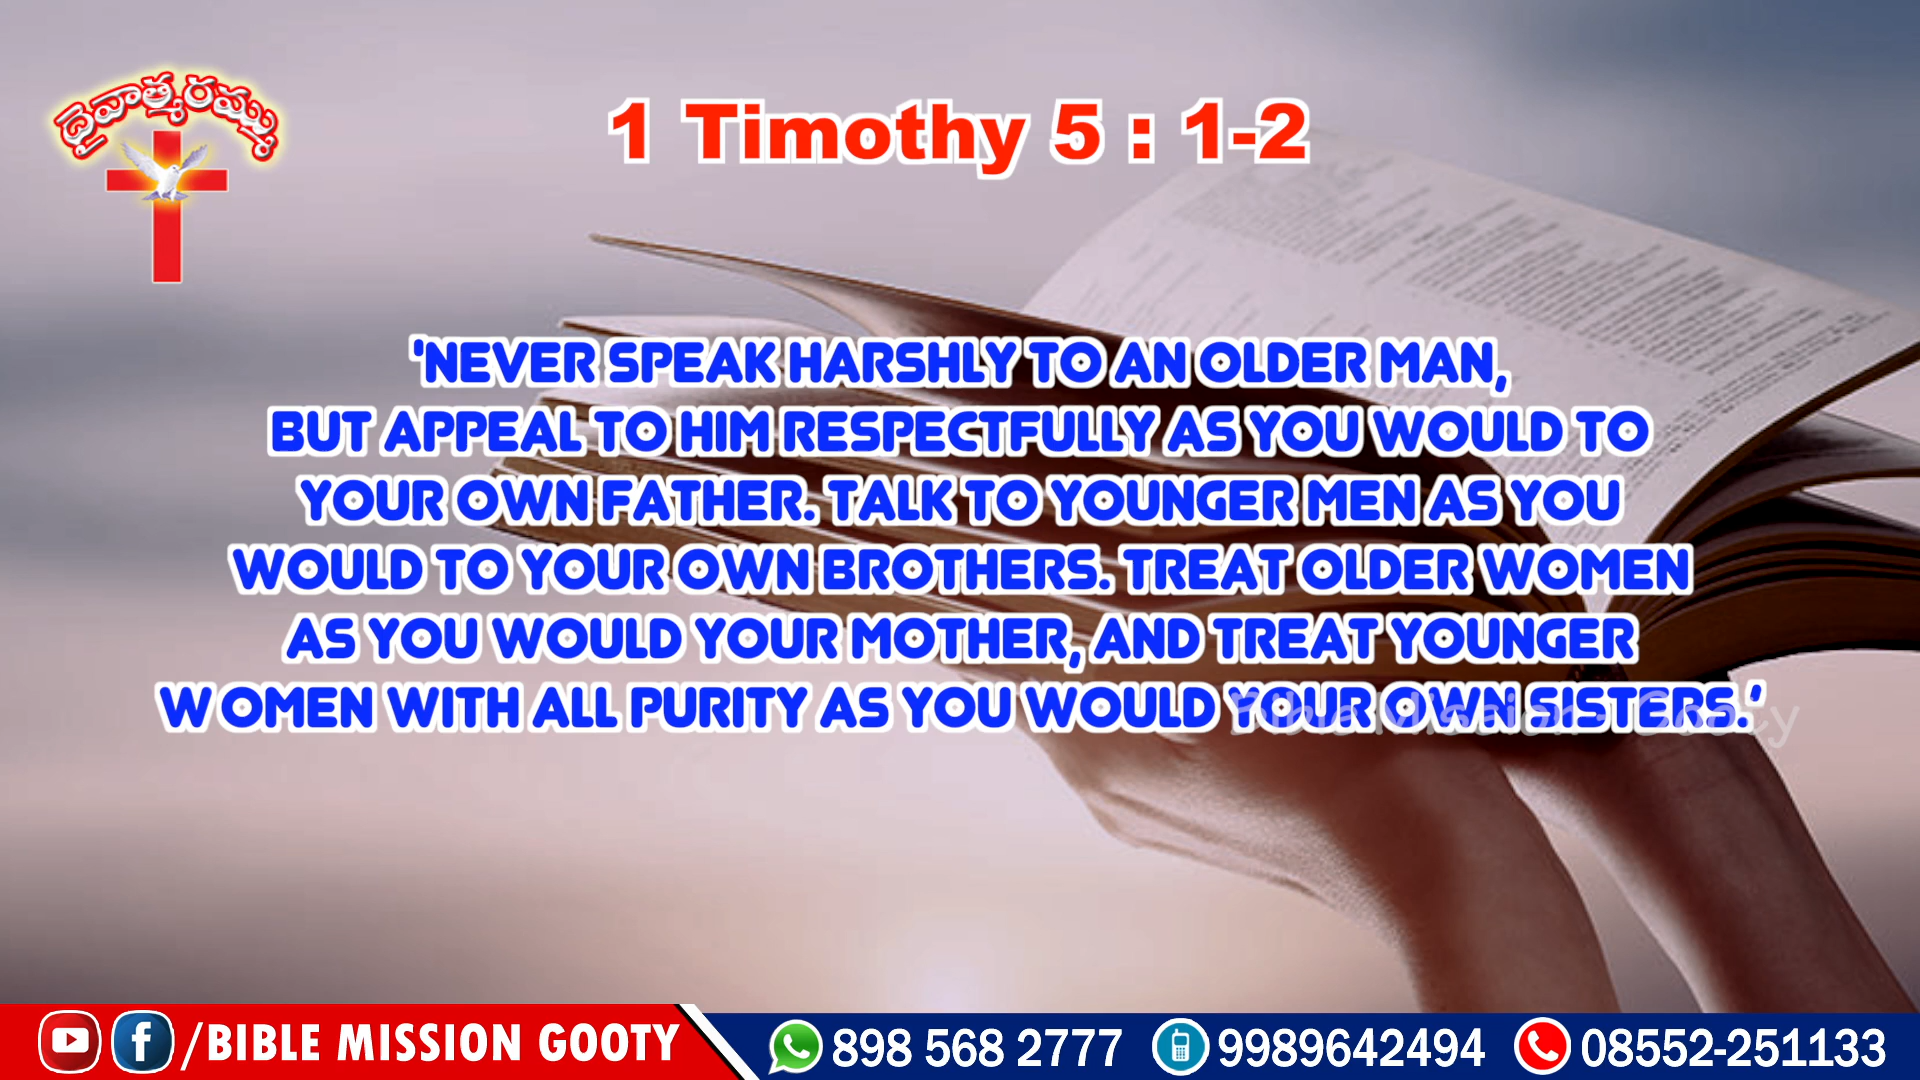 దైవాత్మరమ్ము
1 Timothy 5 : 1-2
'NEVER SPEAK HARSHLY TO AN OLDER MAN,
BUT APPEAL TO HIM RESPECTFULLY AS YOU WOULD TO
YOUR OWN FATHER. TALK TO YOUNGER MEN AS YOU
WOULD TO YOUR OWN BROTHERS. TREAT OLDER WOMEN
AS YOU WOULD YOUR MOTHER, AND TREAT YOUNGER
WOMEN WITH ALL PURITY AS YOU WOULD YOUR OWN SISTERS.'
Bible Mission - Gooty
/BIBLE MISSION GOOTY 898 568 2777 9989642494 08552-251133